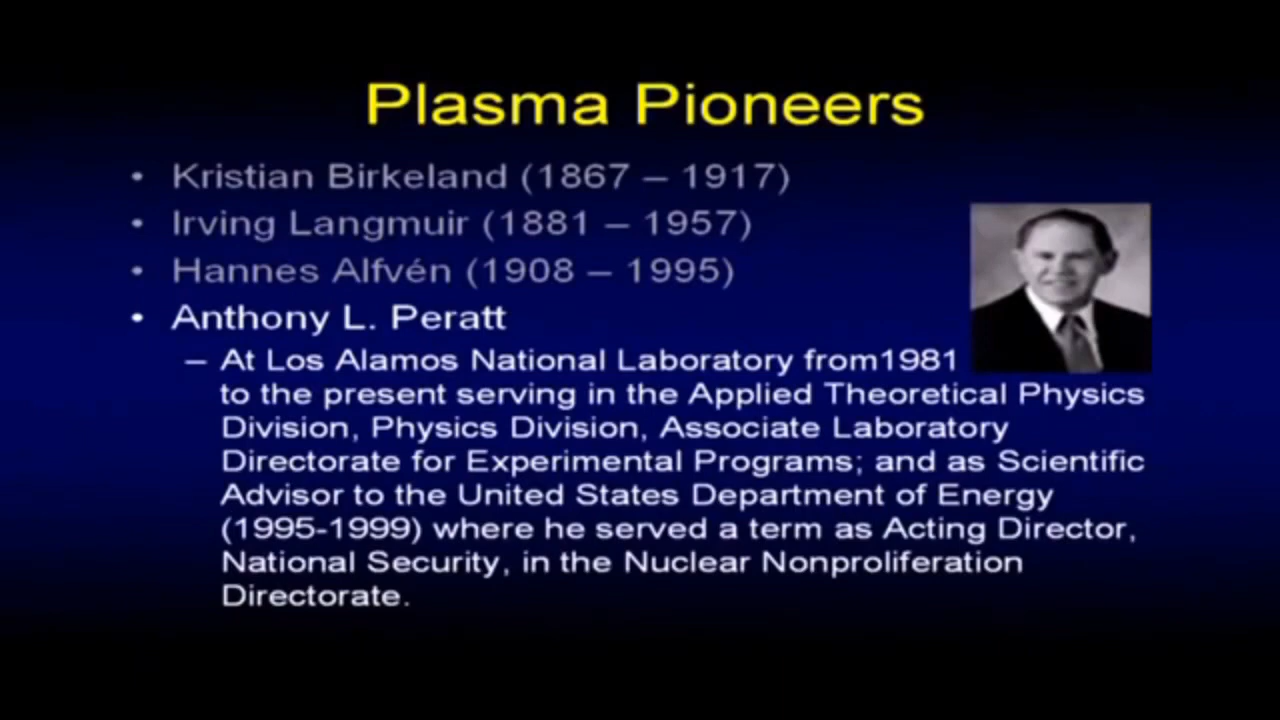 Plasma Pioneers
• Kristian Birkeland (1867 – 1917)
• Irving Langmuir (1881 – 1957)
• Hannes Alfvén (1908 – 1995)
• Anthony L. Peratt
– At Los Alamos National Laboratory from1981
to the present serving in the Applied Theoretical Physics
Division, Physics Division, Associate Laboratory
Directorate for Experimental Programs; and as Scientific
Advisor to the United States Department of Energy
(1995-1999) where he served a term as Acting Director,
National Security, in the Nuclear Nonproliferation
Directorate.